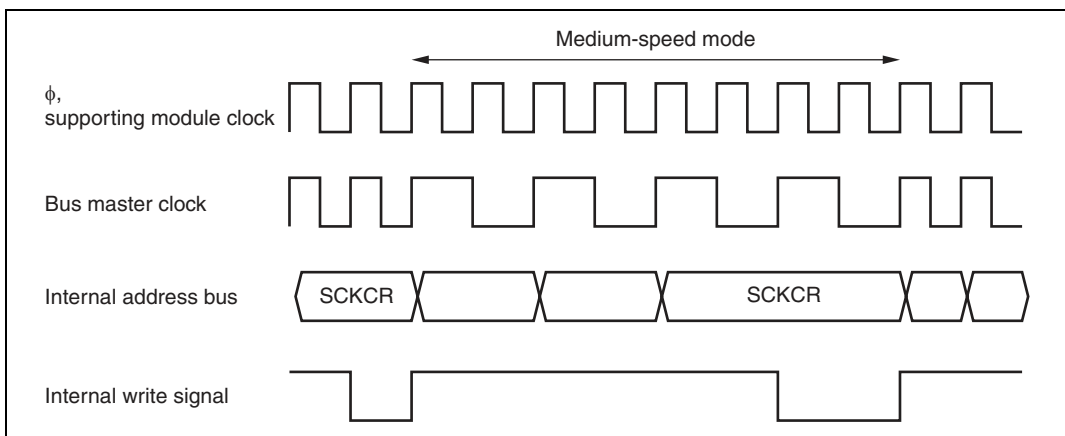 Medium-speed mode
ϕ,
supporting module clock
Bus master clock
Internal address bus
SCKCR
SCKCR
Internal write signal